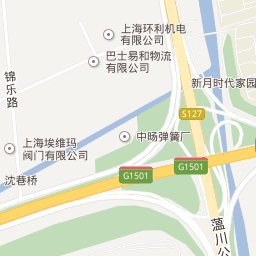 上海环利机电
有限公司
巴士易和物流
有限公司
新月时代家园
锦乐路
S127
中旸弹簧厂
上海埃维玛
阀门有限公司
G1501
沈巷桥
G1501
蕰川公